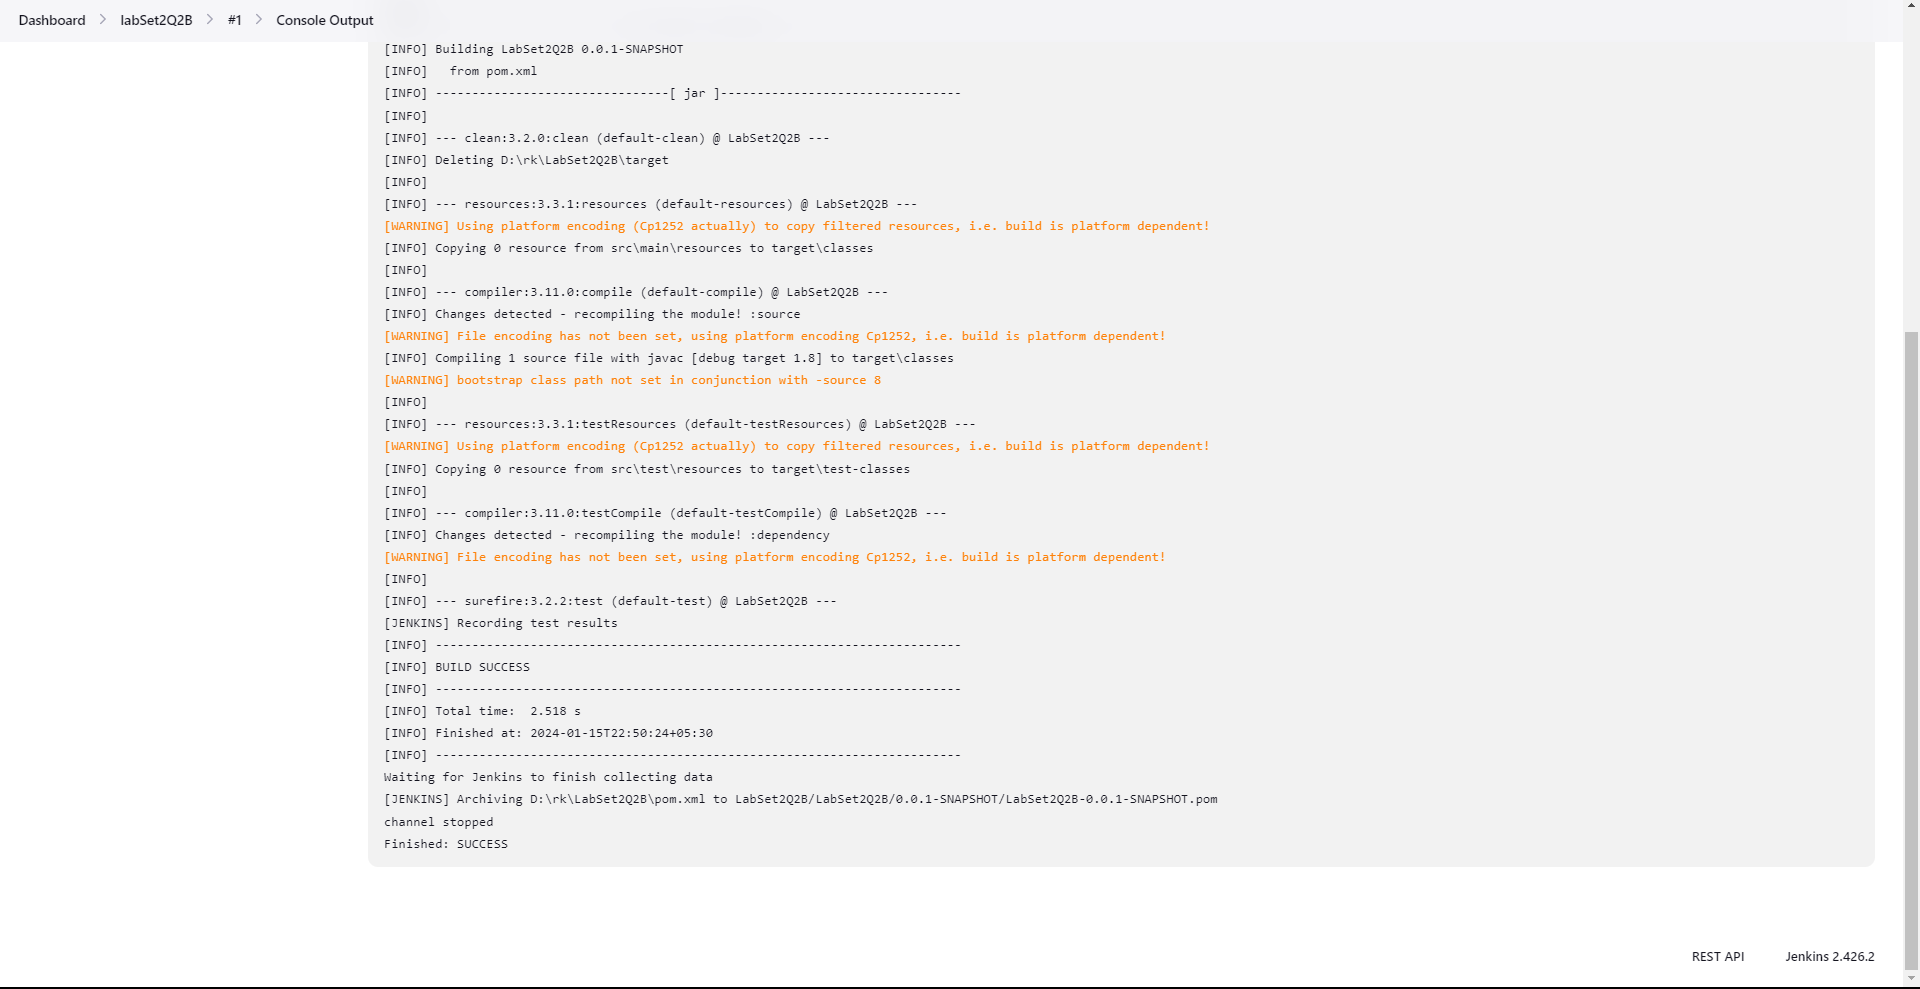 Dashboard > labSet2Q2B > #1 > Console Output
[INFO] Building LabSet2Q2B 0.0.1-SNAPSHOT
[INFO]   from pom.xml
[INFO] --------------------------------[ jar ]---------------------------------
[INFO]
[INFO] --- clean:3.2.0:clean (default-clean) @ LabSet2Q2B ---
[INFO] Deleting D:\rk\LabSet2Q2B\target
[INFO]
[INFO] --- resources:3.3.1:resources (default-resources) @ LabSet2Q2B ---
[WARNING] Using platform encoding (Cp1252 actually) to copy filtered resources, i.e. build is platform dependent!
[INFO] Copying 0 resource from src\main\resources to target\classes
[INFO]
[INFO] --- compiler:3.11.0:compile (default-compile) @ LabSet2Q2B ---
[INFO] Changes detected - recompiling the module! :source
[WARNING] File encoding has not been set, using platform encoding Cp1252, i.e. build is platform dependent!
[INFO] Compiling 1 source file with javac [debug target 1.8] to target\classes
[WARNING] bootstrap class path not set in conjunction with -source 8
[INFO]
[INFO] --- resources:3.3.1:testResources (default-testResources) @ LabSet2Q2B ---
[WARNING] Using platform encoding (Cp1252 actually) to copy filtered resources, i.e. build is platform dependent!
[INFO] Copying 0 resource from src\test\resources to target\test-classes
[INFO]
[INFO] --- compiler:3.11.0:testCompile (default-testCompile) @ LabSet2Q2B ---
[INFO] Changes detected - recompiling the module! :dependency
[WARNING] File encoding has not been set, using platform encoding Cp1252, i.e. build is platform dependent!
[INFO]
[INFO] --- surefire:3.2.2:test (default-test) @ LabSet2Q2B ---
[JENKINS] Recording test results
[INFO] ------------------------------------------------------------------------
[INFO] BUILD SUCCESS
[INFO] ------------------------------------------------------------------------
[INFO] Total time:  2.518 s
[INFO] Finished at: 2024-01-15T22:50:24+05:30
[INFO] ------------------------------------------------------------------------
Waiting for Jenkins to finish collecting data
[JENKINS] Archiving D:\rk\LabSet2Q2B\pom.xml to LabSet2Q2B/LabSet2Q2B/0.0.1-SNAPSHOT/LabSet2Q2B-0.0.1-SNAPSHOT.pom
channel stopped
Finished: SUCCESS
REST API Jenkins 2.426.2